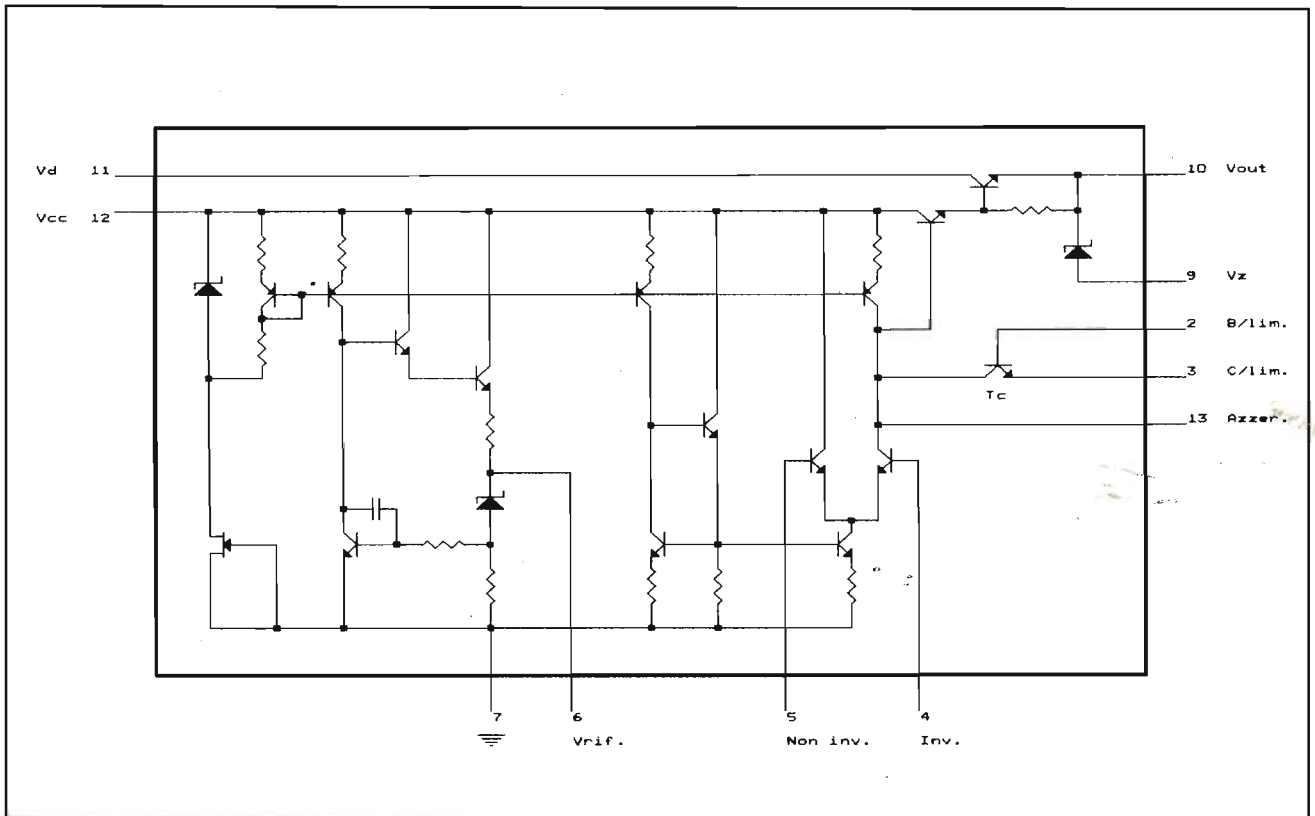 Vd 11
Vcc 12
10 Vout
9 Vz
2 B/lim.
3 C/lim.
Tc
13 Azzer.
7
6
5
4
Vrif.
Non inv.
Inv.